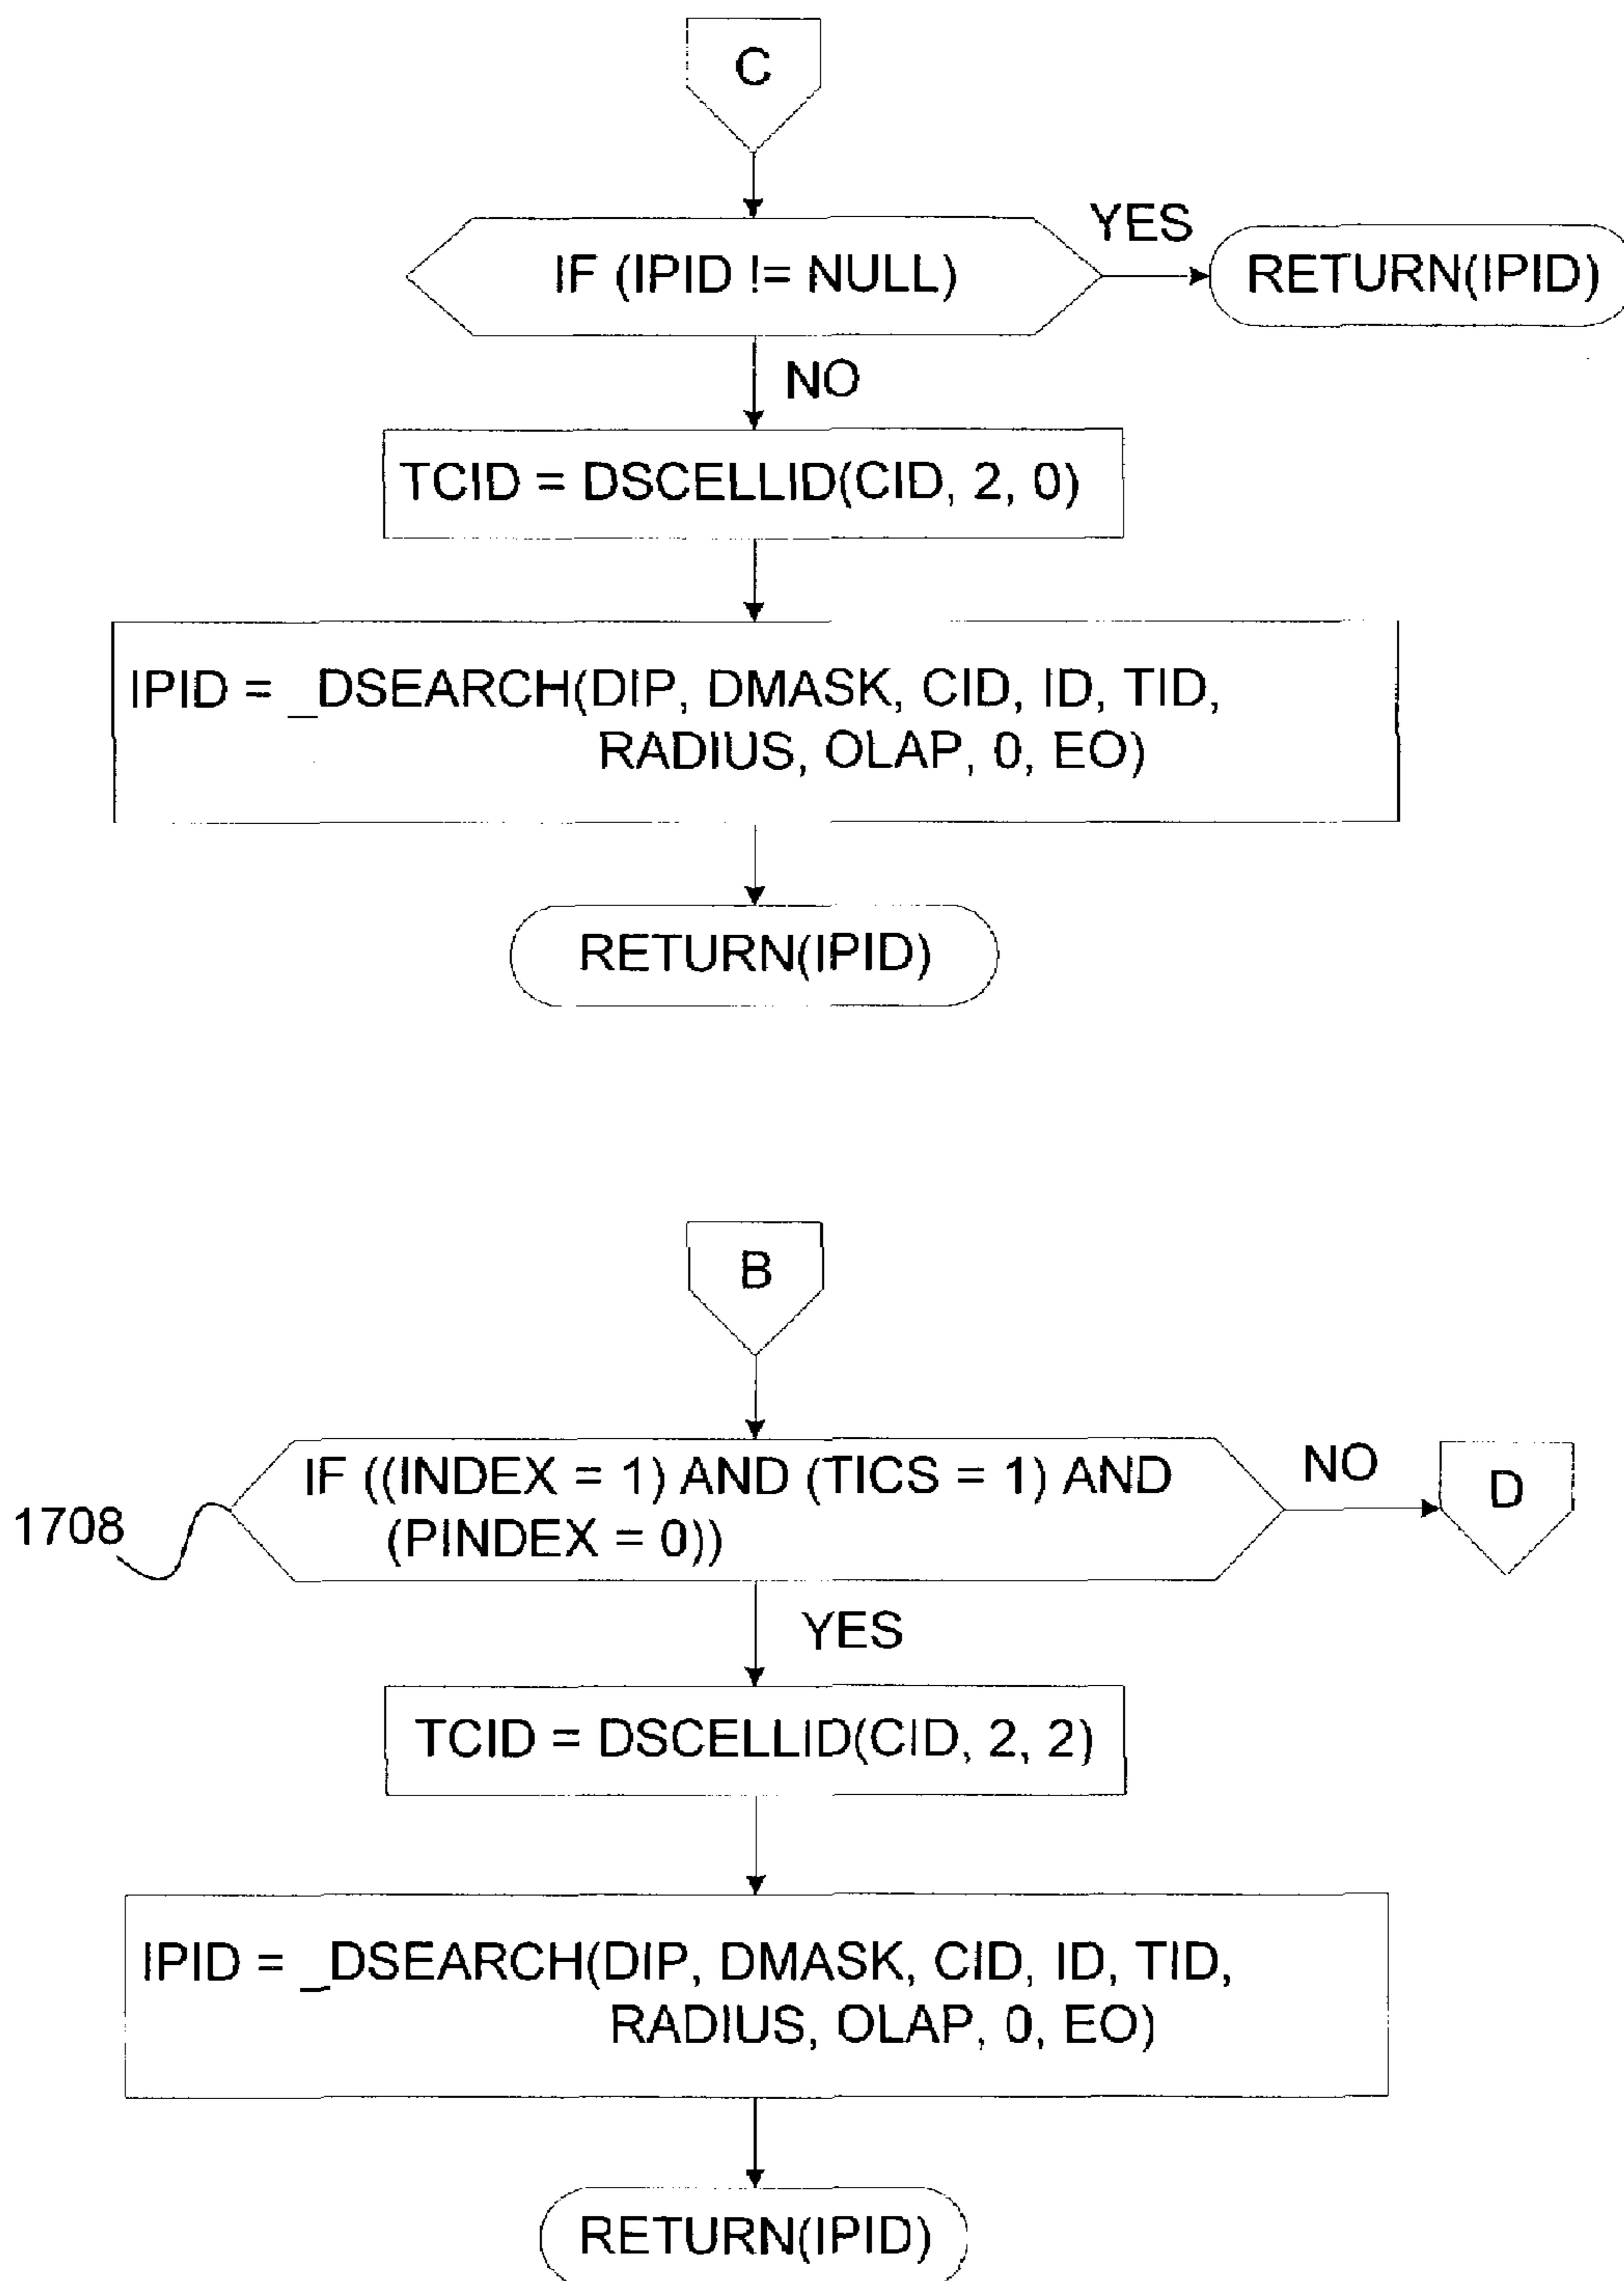 C
IF (IPID != NULL)
YES
RETURN(IPID)
NO
TCID = DSCELLID(CID, 2, 0)
IPID = _DSEARCH(DIP, DMASK, CID, ID, TID,
RADIUS, OLAP, 0, EO)
RETURN(IPID)
B
IF ((INDEX = 1) AND (TICS = 1) AND
(PINDEX = 0))
NO
D
1708
YES
TCID = DSCELLID(CID, 2, 2)
IPID = _DSEARCH(DIP, DMASK, CID, ID, TID,
RADIUS, OLAP, 0, EO)
RETURN(IPID)